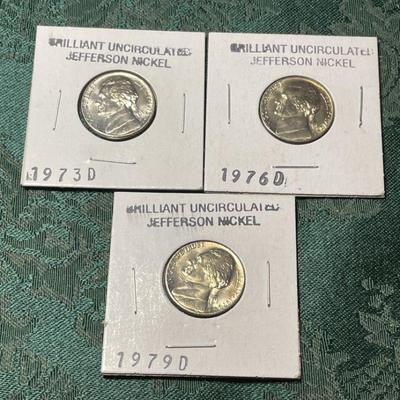 BRILLIANT UNCIRCULATED
JEFFERSON NICKEL
1973D
BRILLIANT UNCIRCULATED
JEFFERSON NICKEL
1976D
BRILLIANT UNCIRCULATED
JEFFERSON NICKEL
1979D